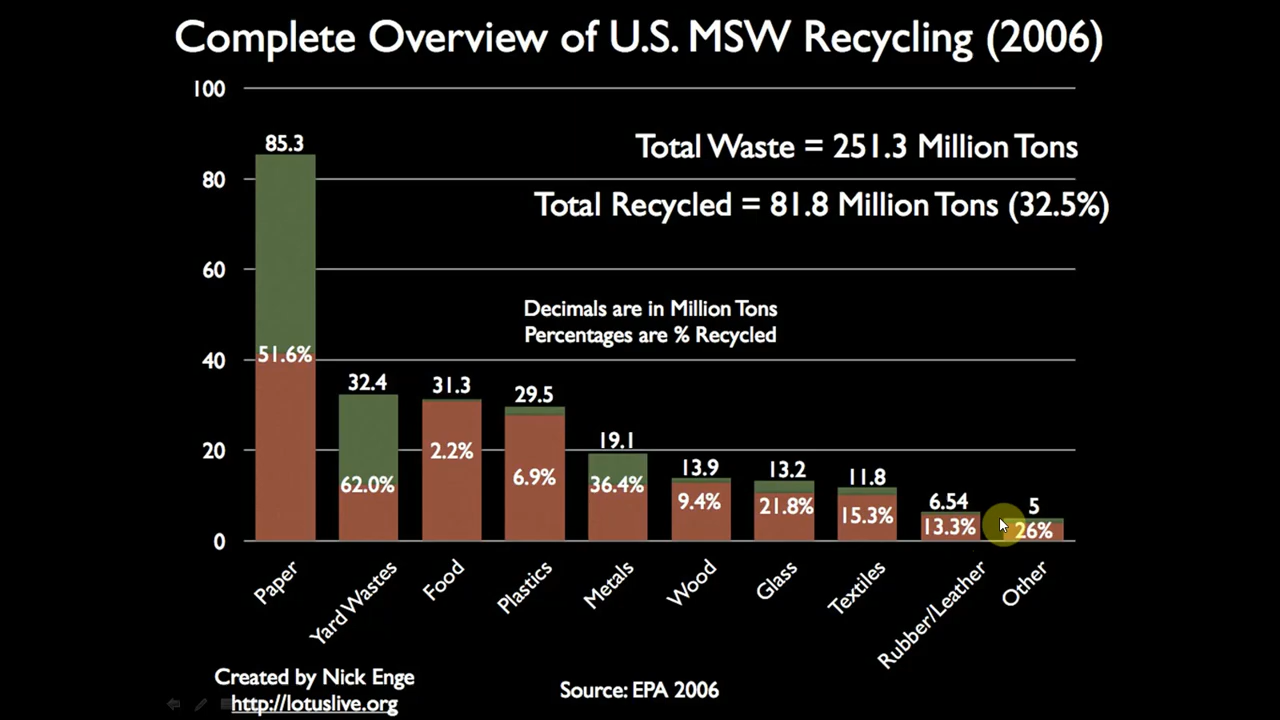 Complete Overview of U.S. MSW Recycling (2006)
100
80
60
40
20
0
Total Waste = 251.3 Million Tons
Total Recycled = 81.8 Million Tons (32.5%)
Decimals are in Million Tons
Percentages are % Recycled
85.3
32.4
31.3
29.5
19.1
13.9
13.2
11.8
6.54
5
51.6%
62.0%
2.2%
6.9%
36.4%
9.4%
21.8%
15.3%
13.3%
26%
Paper
Yard Wastes
Food
Plastics
Metals
Wood
Glass
Textiles
Rubber/Leather
Other
Created by Nick Enge
http://lotuslive.org
Source: EPA 2006